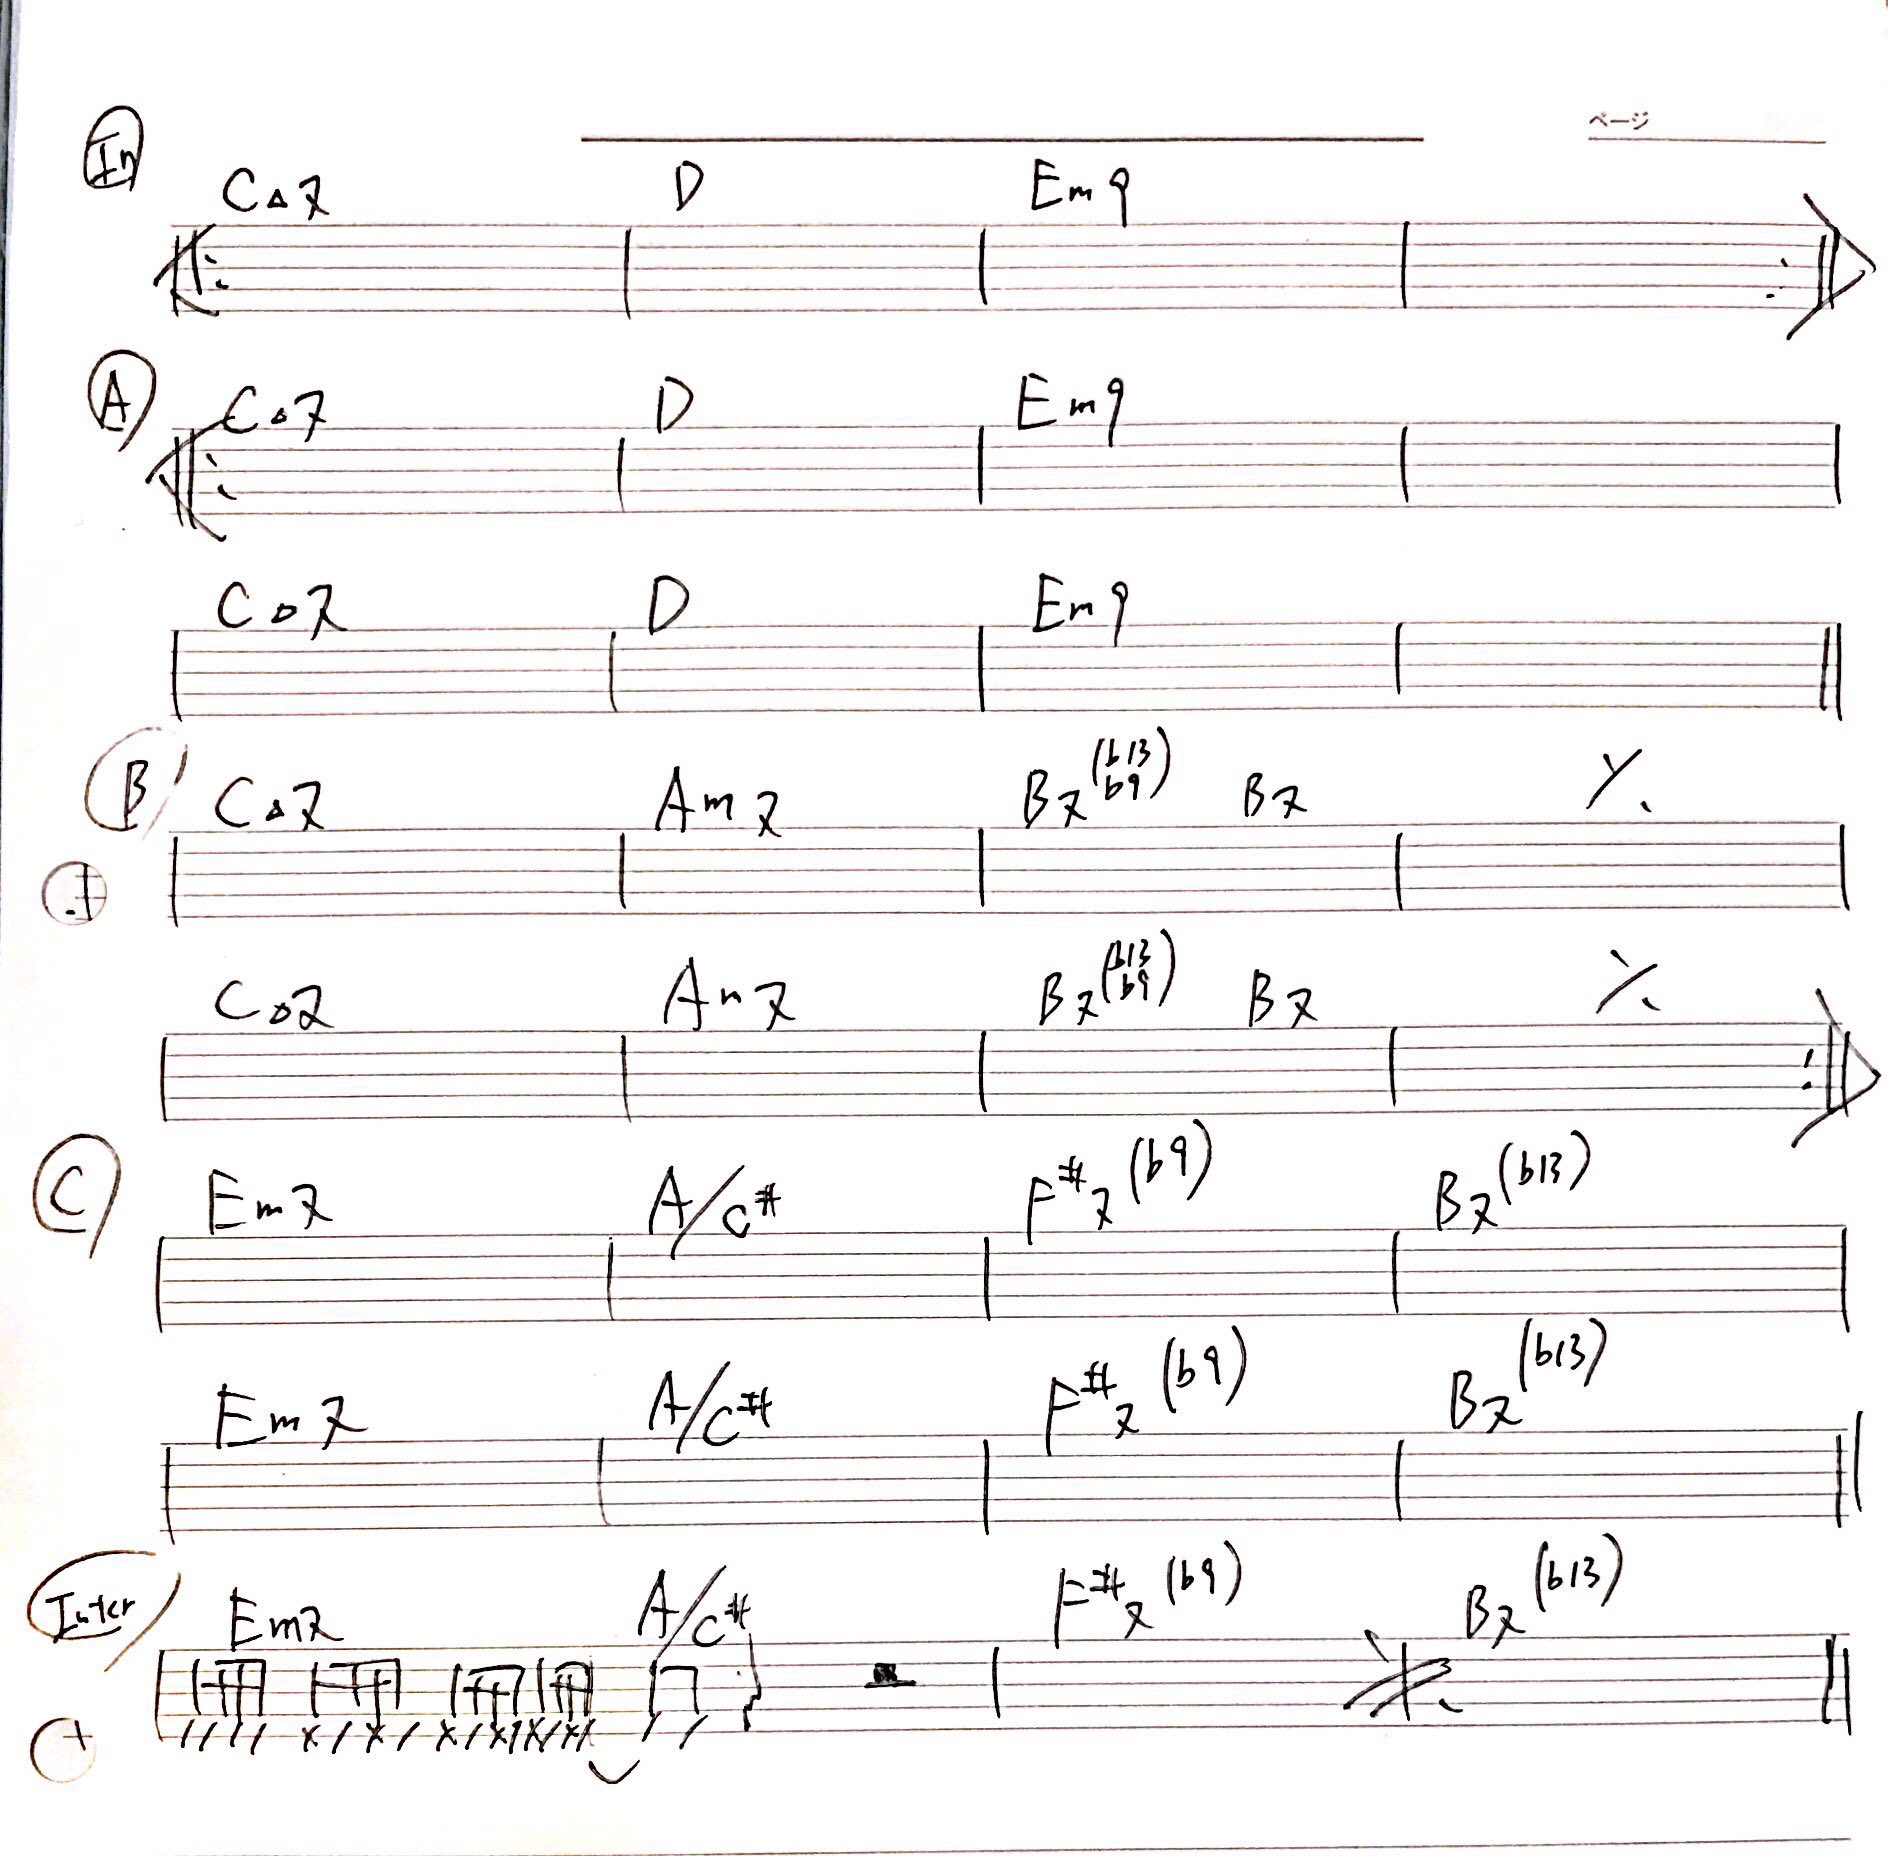 ページ
In
C△7 D Em9
A
C△7 D Em9
C△7 D Em9
B
C△7 Am7 B7(b13 b9) B7 ٪
C△7 Am7 B7(b13 b9) B7 ٪
C
Em7 A/C# F#7(b9) B7(b13)
Em7 A/C# F#7(b9) B7(b13)
Inter
Em7 A/C# F#7(b9) B7(b13)